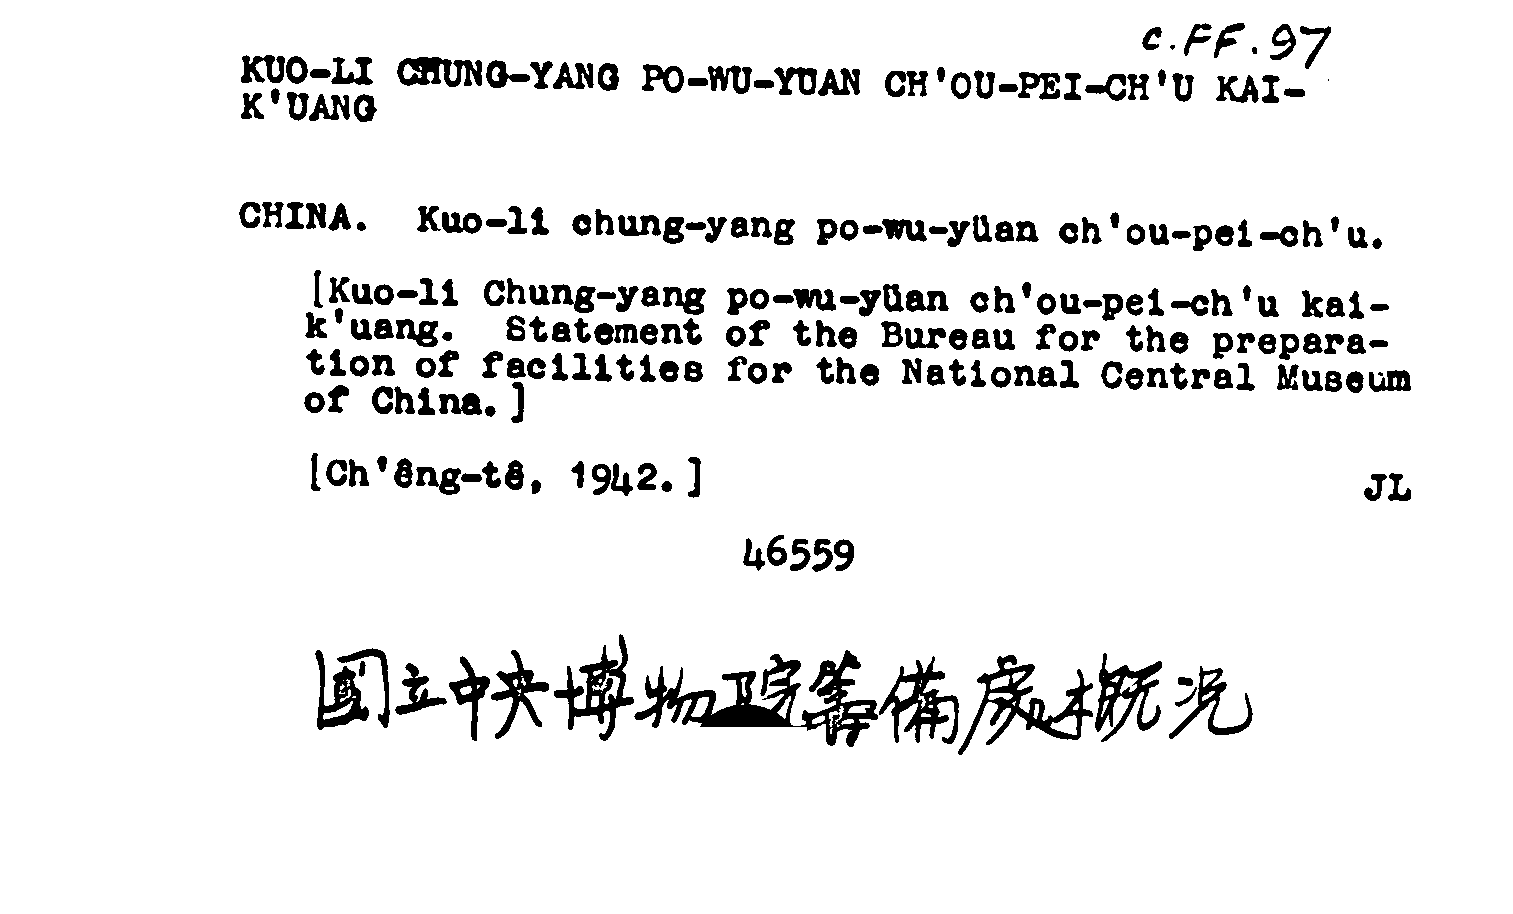 c.FF.97
KUO-LI CHUNG-YANG PO-WU-YUAN CH'OU-PEI-CH'U KAI-
K'UANG
CHINA. Kuo-li chung-yang po-wu-yüan ch'ou-pei-ch'u.
[Kuo-li Chung-yang po-wu-yüan ch'ou-pei-ch'u kai-
k'uang. Statement of the Bureau for the prepara-
tion of facilities for the National Central Museum
of China.]
[Ch'êng-tê, 1942.]
JL
46559
國立中央博物院籌備處概況